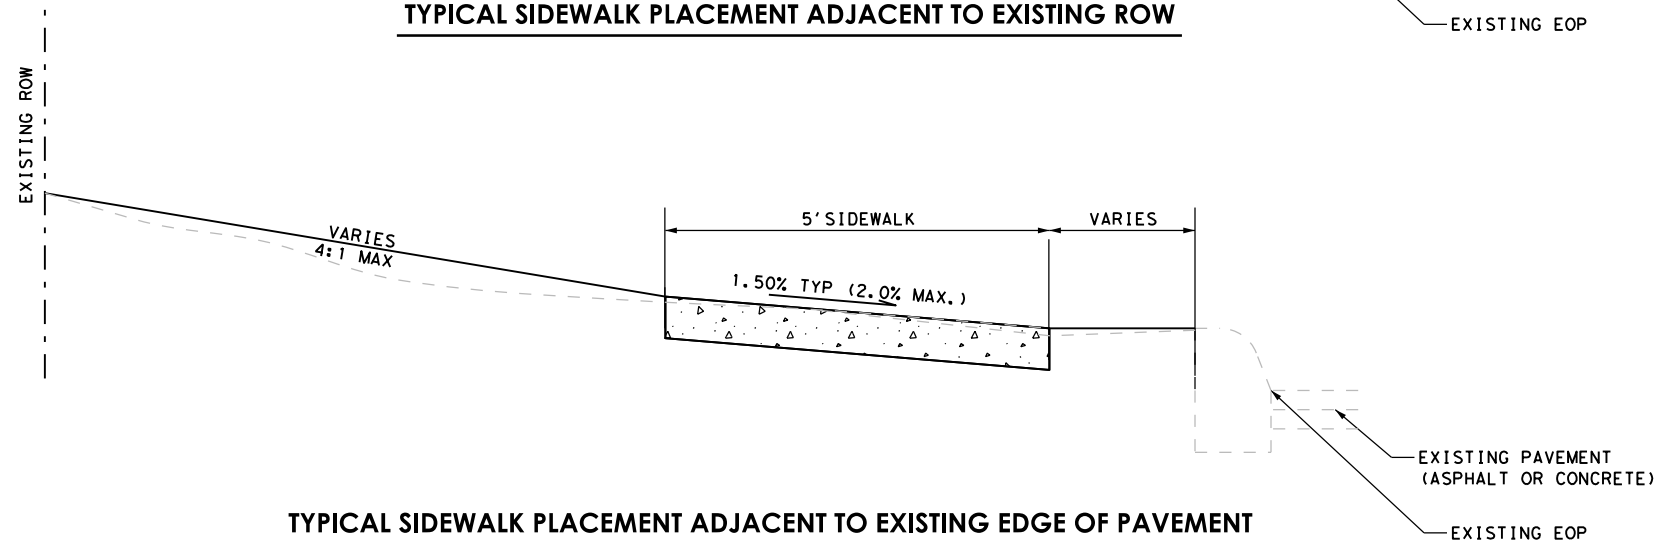 TYPICAL SIDEWALK PLACEMENT ADJACENT TO EXISTING ROW
EXISTING EOP
EXISTING ROW
VARIES
4:1 MAX
5' SIDEWALK
VARIES
1.50% TYP (2.0% MAX.)
EXISTING PAVEMENT
(ASPHALT OR CONCRETE)
TYPICAL SIDEWALK PLACEMENT ADJACENT TO EXISTING EDGE OF PAVEMENT
EXISTING EOP